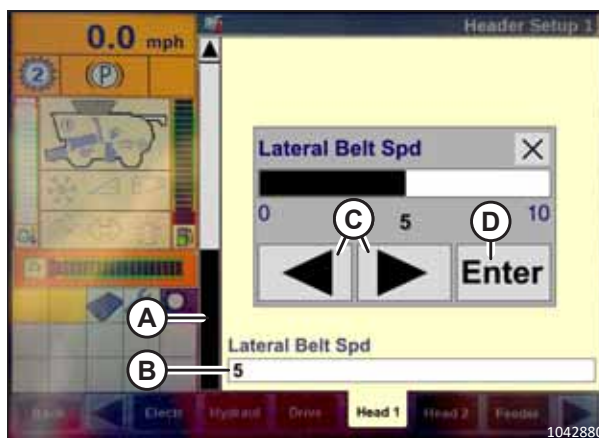 0.0 mph
Header Setup 1
2
P
Lateral Belt Spd
0
5
10
C
D
Enter
A
Lateral Belt Spd
B
5
Back
Electr
Hydraul
Drive
Head 1
Head 2
Feeder
1042880